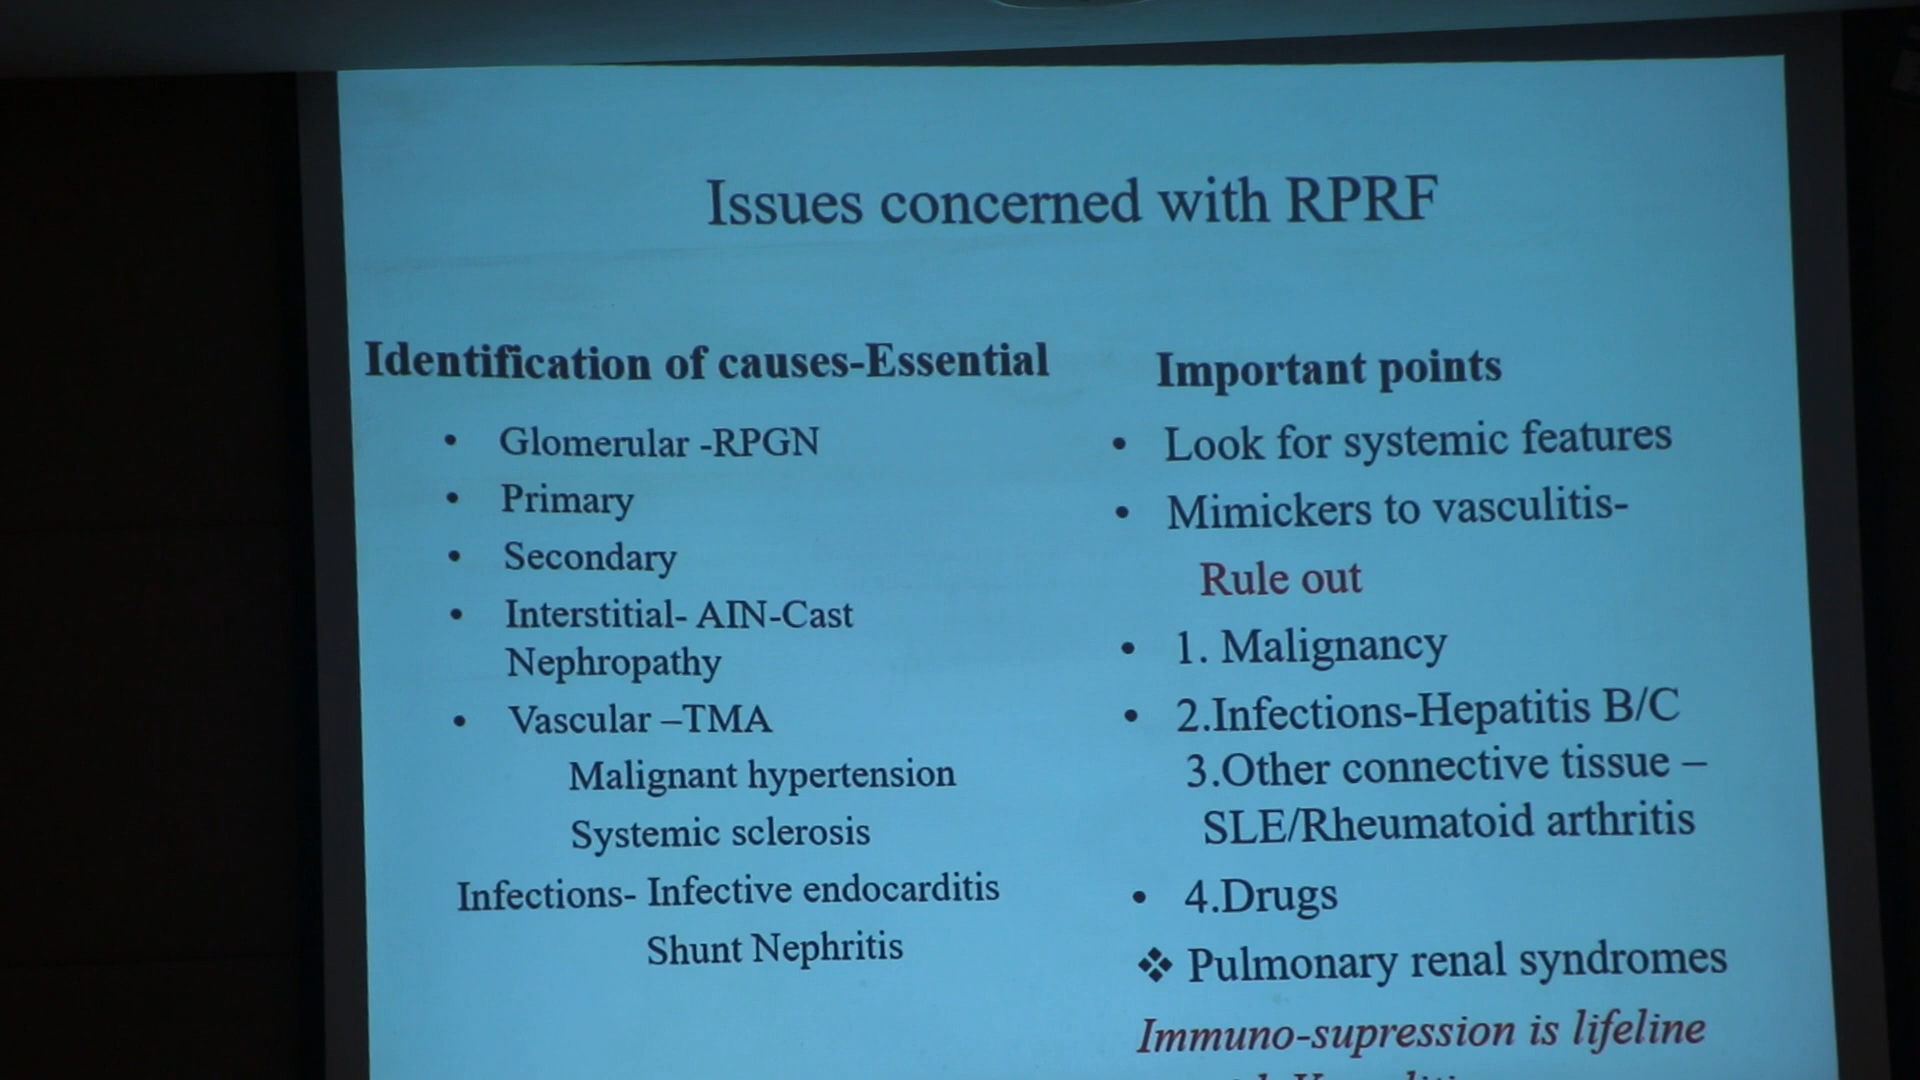 Issues concerned with RPRF
Identification of causes-Essential
• Glomerular -RPGN
• Primary
• Secondary
• Interstitial- AIN-Cast
Nephropathy
• Vascular –TMA
Malignant hypertension
Systemic sclerosis
Infections- Infective endocarditis
Shunt Nephritis
Important points
• Look for systemic features
• Mimickers to vasculitis-
Rule out
• 1. Malignancy
• 2.Infections-Hepatitis B/C
3.Other connective tissue –
SLE/Rheumatoid arthritis
• 4.Drugs
❖ Pulmonary renal syndromes
Immuno-supression is lifeline